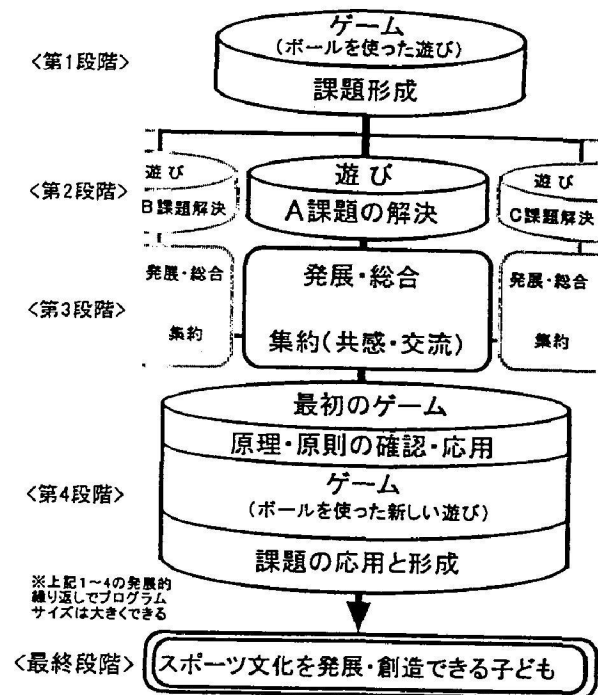 ゲーム
(ボールを使った遊び)
<第1段階>
課題形成
<第2段階>
遊び
B課題解決
遊び
A課題の解決
遊び
C課題解決
<第3段階>
発展・総合
集約
発展・総合
集約(共感・交流)
発展・総合
集約
最初のゲーム
原理・原則の確認・応用
<第4段階>
ゲーム
(ボールを使った新しい遊び)
課題の応用と形成
※上記1~4の発展的
繰り返しでプログラム
サイズは大きくできる
<最終段階>
スポーツ文化を発展・創造できる子ども